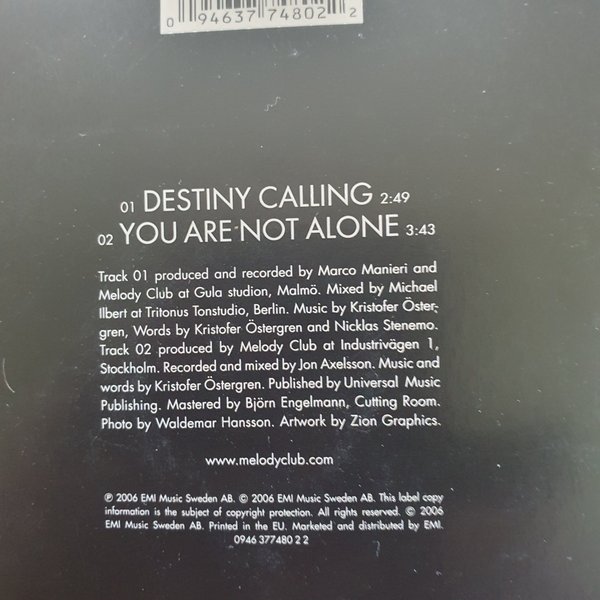 0 94637 74802 2
01 DESTINY CALLING 2:49
02 YOU ARE NOT ALONE 3:43
Track 01 produced and recorded by Marco Manieri and
Melody Club at Gula studion, Malmö. Mixed by Michael
Ilbert at Tritonus Tonstudio, Berlin. Music by Kristofer Öster-
gren, Words by Kristofer Östergren and Nicklas Stenemo.
Track 02 produced by Melody Club at Industrivägen 1,
Stockholm. Recorded and mixed by Jon Axelsson. Music and
words by Kristofer Östergren. Published by Universal Music
Publishing. Mastered by Björn Engelmann, Cutting Room.
Photo by Waldemar Hansson. Artwork by Zion Graphics.
www.melodyclub.com
℗ 2006 EMI Music Sweden AB. © 2006 EMI Music Sweden AB. This label copy
information is the subject of copyright protection. All rights reserved. © 2006
EMI Music Sweden AB. Printed in the EU. Marketed and distributed by EMI.
0946 377480 2 2